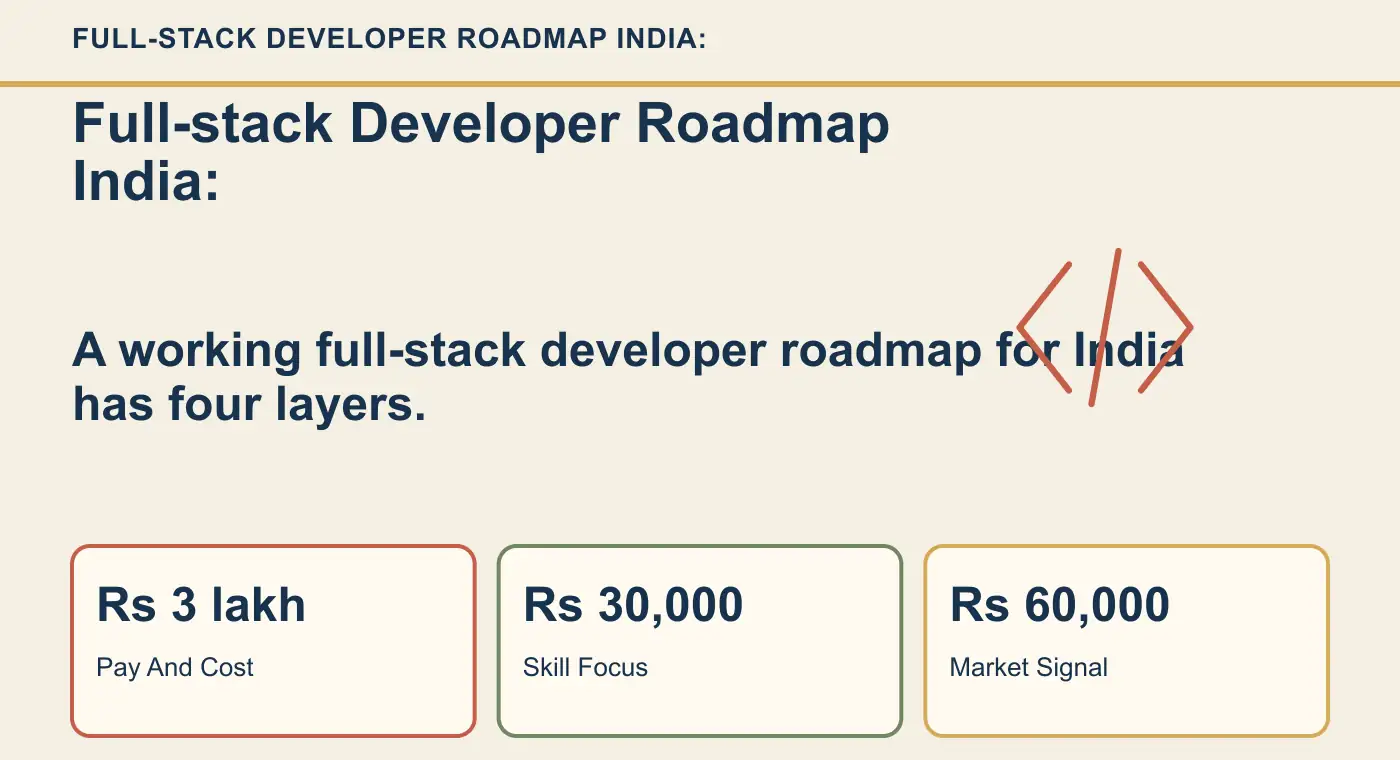 FULL-STACK DEVELOPER ROADMAP INDIA:
Full-stack Developer Roadmap
India:
A working full-stack developer roadmap for India
has four layers.
Rs 3 lakh
Pay And Cost
Rs 30,000
Skill Focus
Rs 60,000
Market Signal